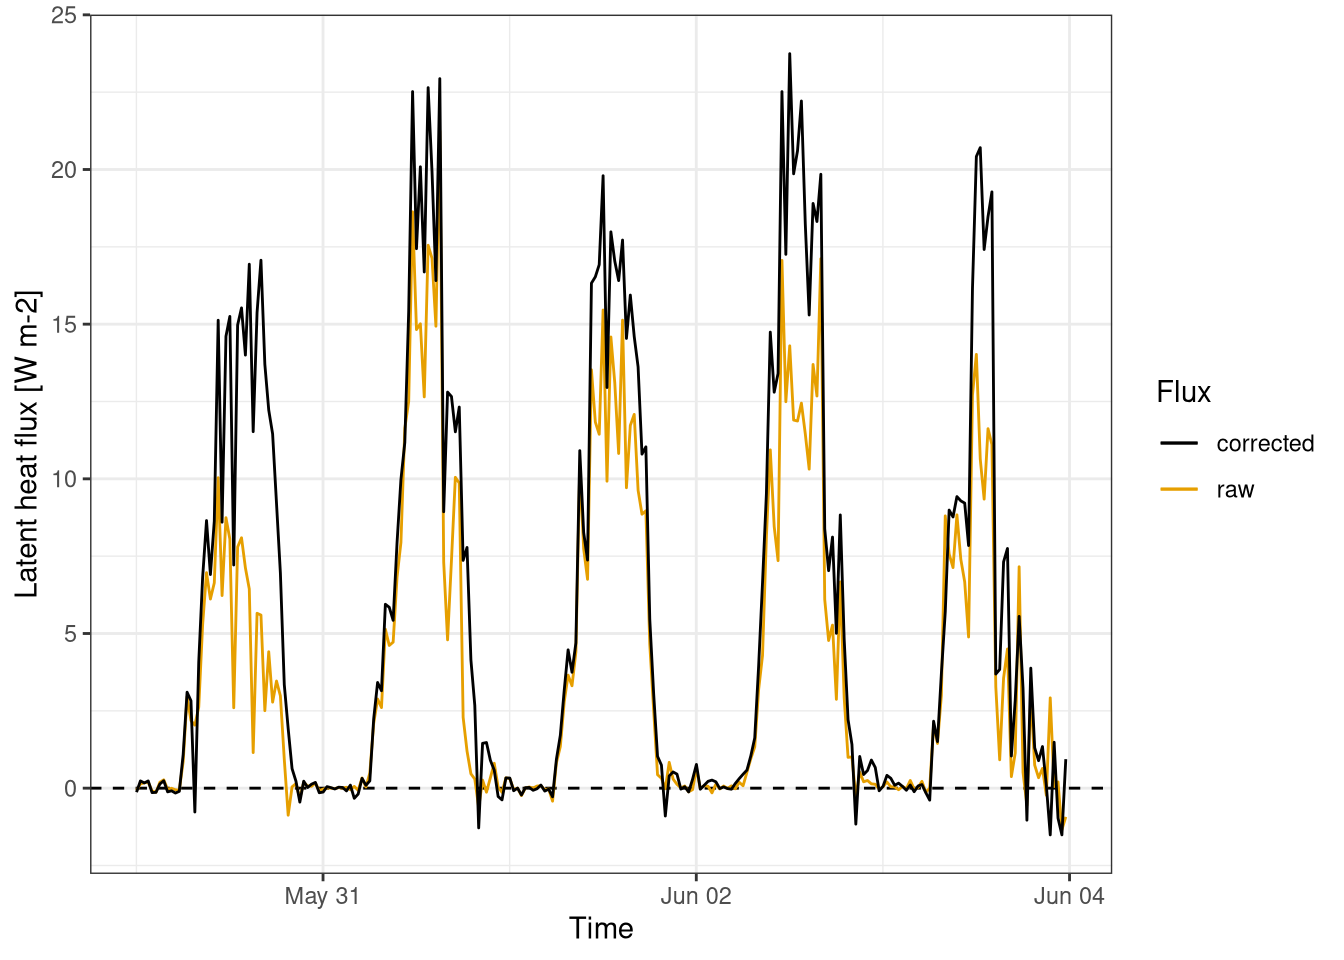 25
20
15
10
5
0
Latent heat flux [W m-2]
May 31
Jun 02
Jun 04
Time
Flux
corrected
raw